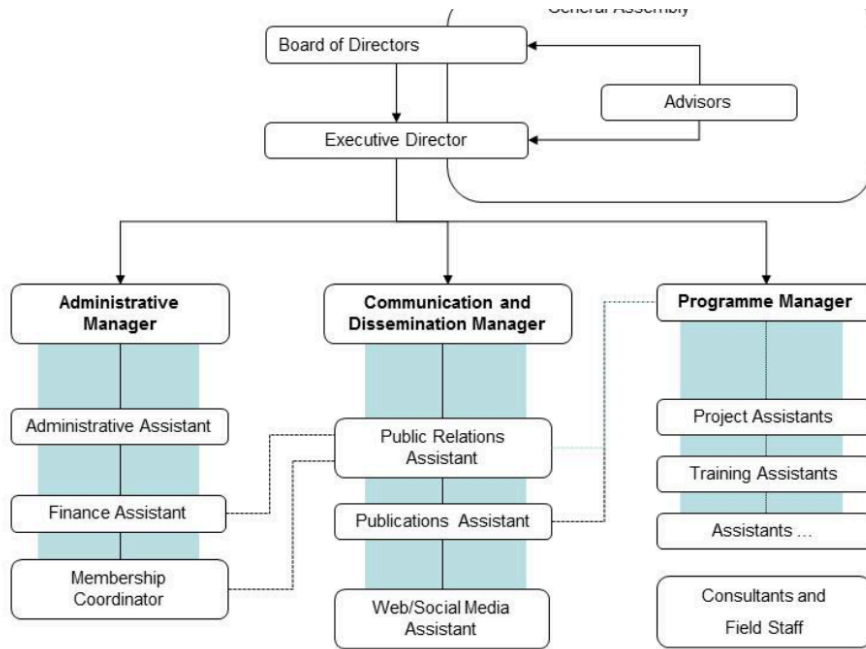 General Assembly
Board of Directors
Advisors
Executive Director
Administrative
Manager
Communication and
Dissemination Manager
Programme Manager
Administrative Assistant
Public Relations
Assistant
Project Assistants
Training Assistants
Finance Assistant
Publications Assistant
Assistants ...
Membership
Coordinator
Web/Social Media
Assistant
Consultants and
Field Staff